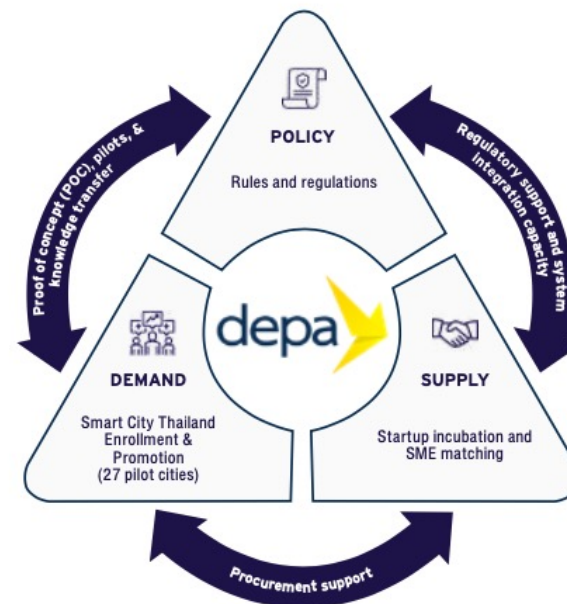 POLICY
Rules and regulations
Proof of concept (POC), pilots, &
knowledge transfer
Regulatory support and system
integration capacity
depa
DEMAND
Smart City Thailand
Enrollment &
Promotion
(27 pilot cities)
SUPPLY
Startup incubation and
SME matching
Procurement support